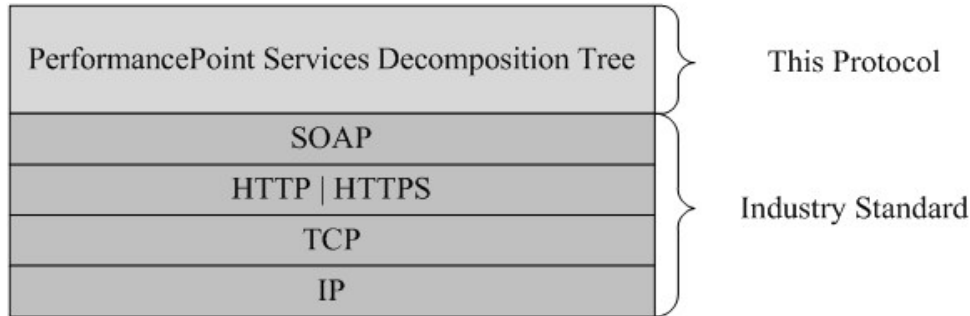 PerformancePoint Services Decomposition Tree
This Protocol
SOAP
HTTP | HTTPS
TCP
IP
Industry Standard